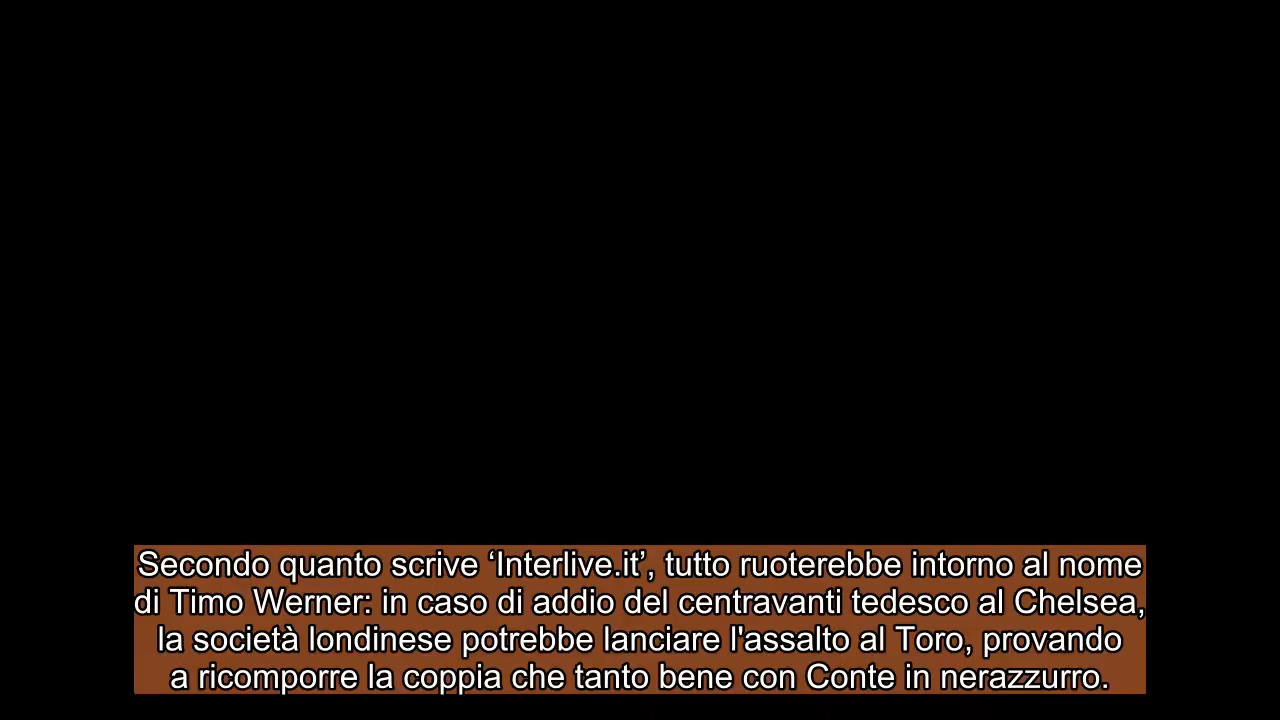 Secondo quanto scrive ‘Interlive.it’, tutto ruoterebbe intorno al nome
di Timo Werner: in caso di addio del centravanti tedesco al Chelsea,
la società londinese potrebbe lanciare l'assalto al Toro, provando
a ricomporre la coppia che tanto bene con Conte in nerazzurro.